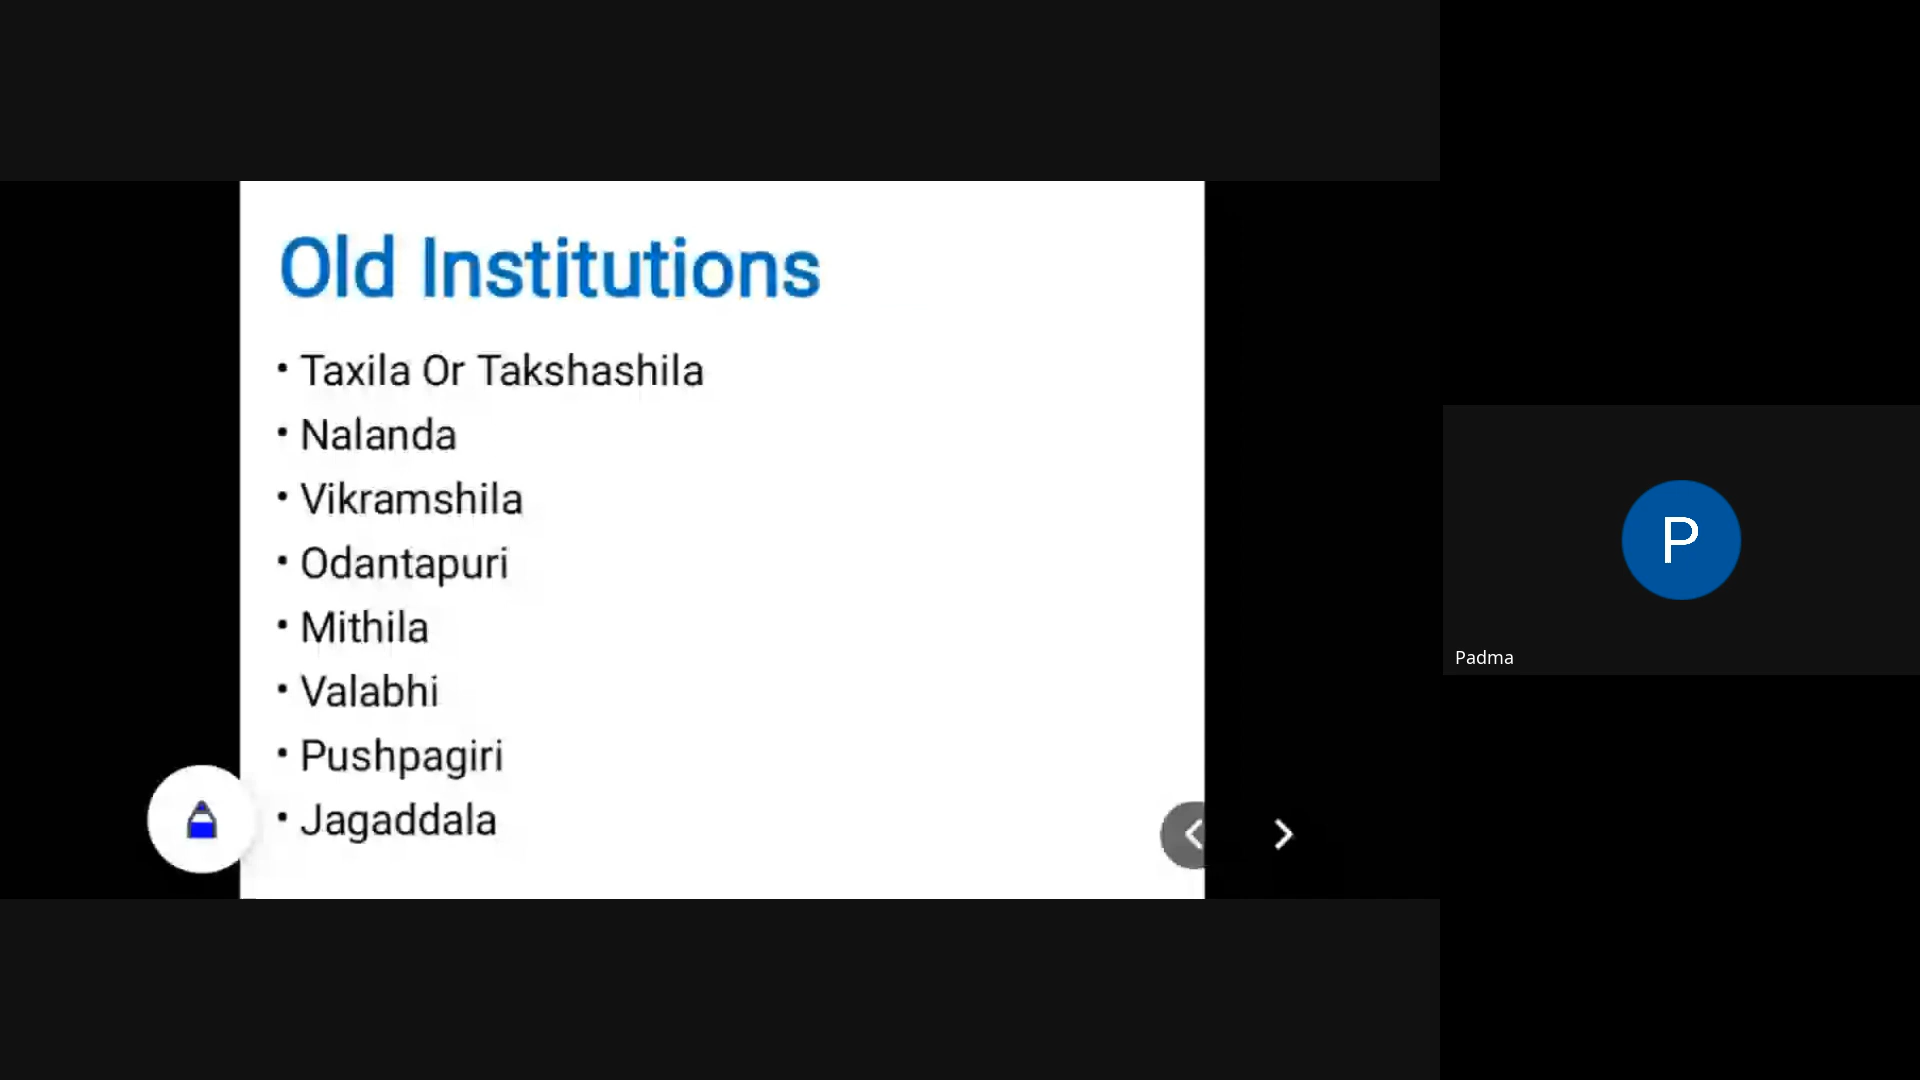 Old Institutions
• Taxila Or Takshashila
• Nalanda
• Vikramshila
• Odantapuri
• Mithila
• Valabhi
• Pushpagiri
• Jagaddala
P
Padma